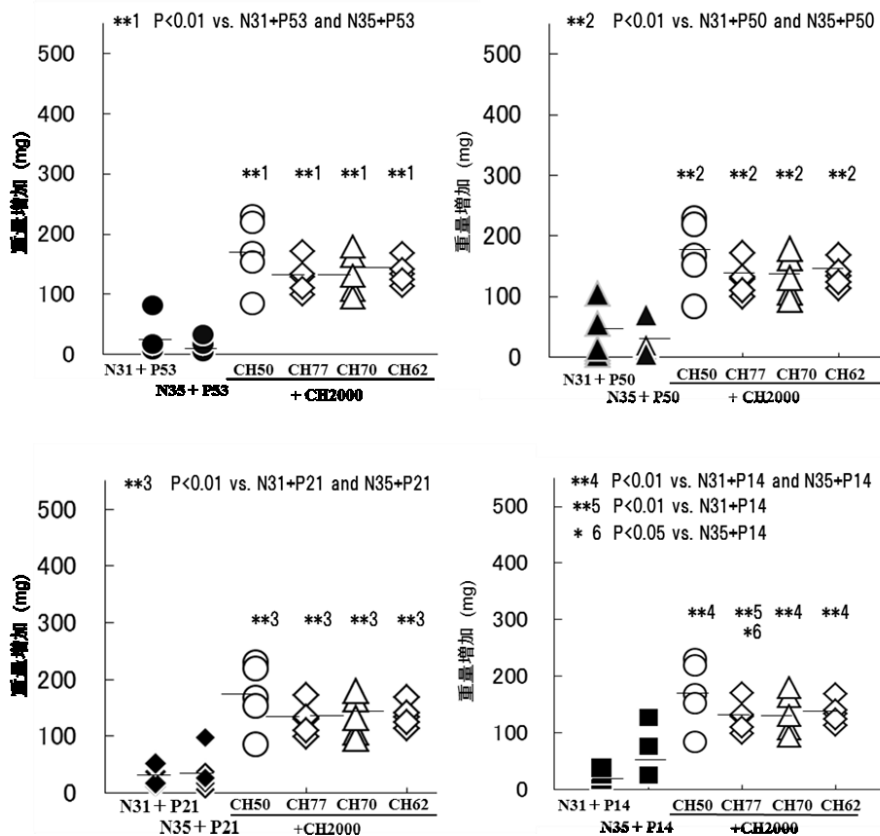 **1 P<0.01 vs. N31+P53 and N35+P53
500
400
300
200
100
0
重量増加 (mg)
**1 **1 **1 **1
N31+P53
N35+P53
CH50 CH77 CH70 CH62
+CH2000
**2 P<0.01 vs. N31+P50 and N35+P50
500
400
300
200
100
0
重量増加 (mg)
**2 **2 **2 **2
N31+P50
N35+P50
CH50 CH77 CH70 CH62
+CH2000
**3 P<0.01 vs. N31+P21 and N35+P21
500
400
300
200
100
0
重量増加 (mg)
**3 **3 **3 **3
N31+P21
N35+P21
CH50 CH77 CH70 CH62
+CH2000
**4 P<0.01 vs. N31+P14 and N35+P14
**5 P<0.01 vs. N31+P14
* 6 P<0.05 vs. N35+P14
500
400
300
200
100
0
重量増加 (mg)
**4 **5 **4 **4
*6
N31+P14
N35+P14
CH50 CH77 CH70 CH62
+CH2000